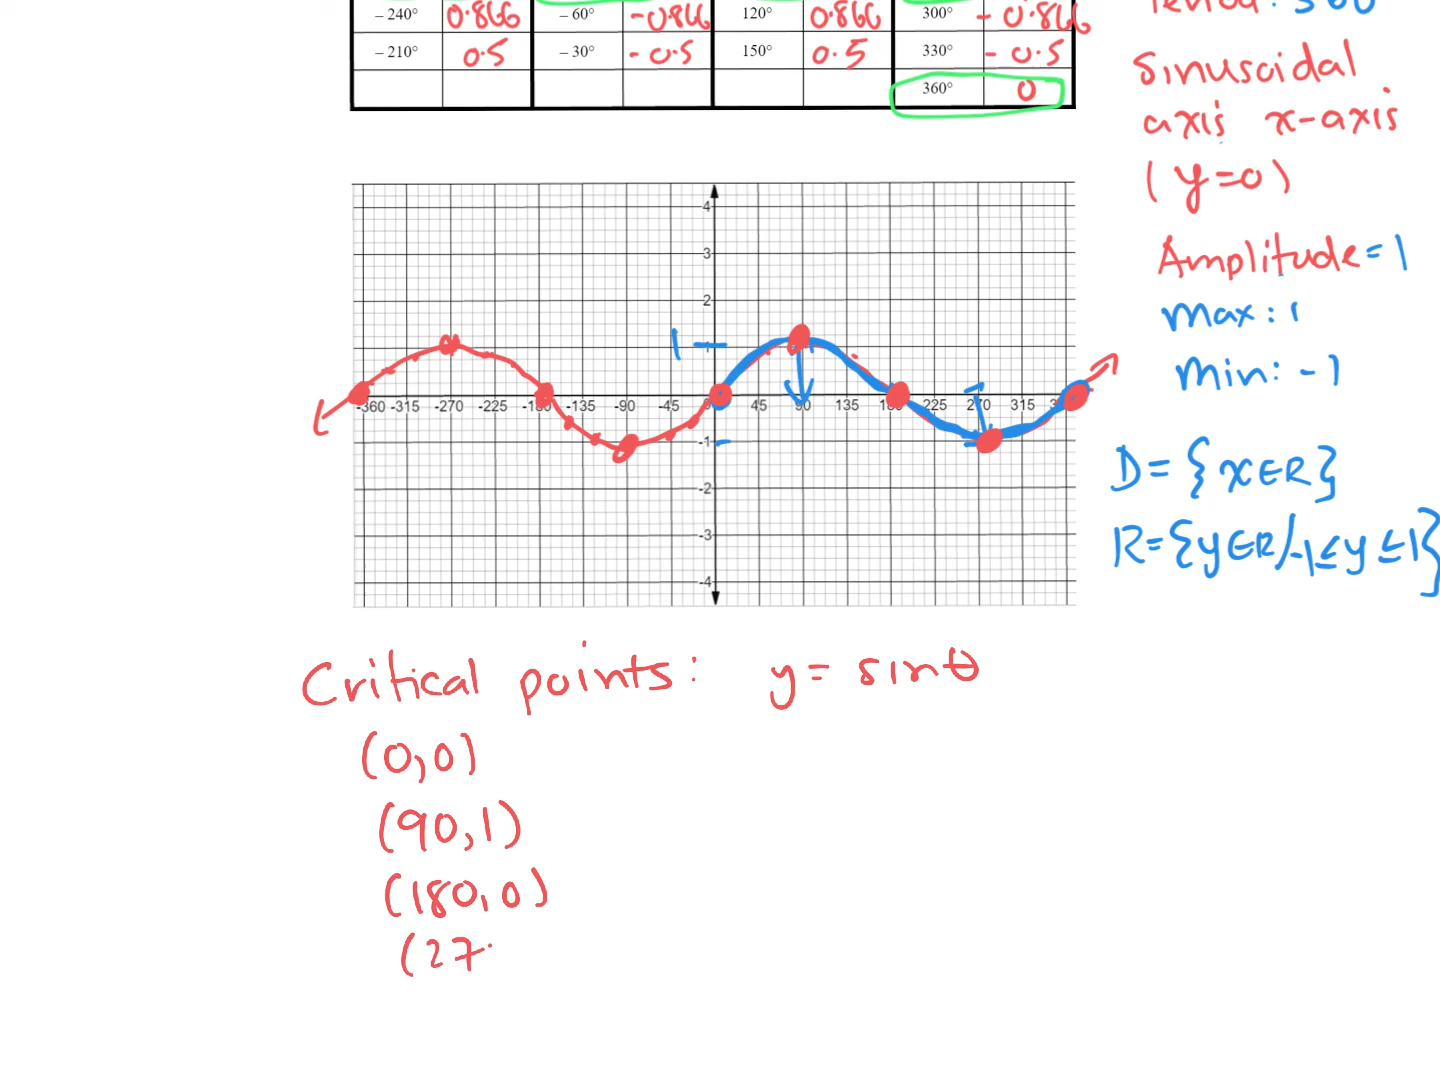 – 240° 0.866 – 60° -0.866 120° 0.866 300° - 0.866
– 210° 0.5 – 30° - 0.5 150° 0.5 330° - 0.5
360° 0
Period: 360
Sinusoidal
axis x-axis
(y=0)
Amplitude = 1
Max: 1
Min: -1
D = {x∈R}
R = {y∈R/-1≤y≤1}
4
3
2
1
1
-360 -315 -270 -225 -180 -135 -90 -45 0 45 90 135 180 225 270 315
-1
-2
-3
-4
Critical points: y = sinθ
(0,0)
(90,1)
(180,0)
(27